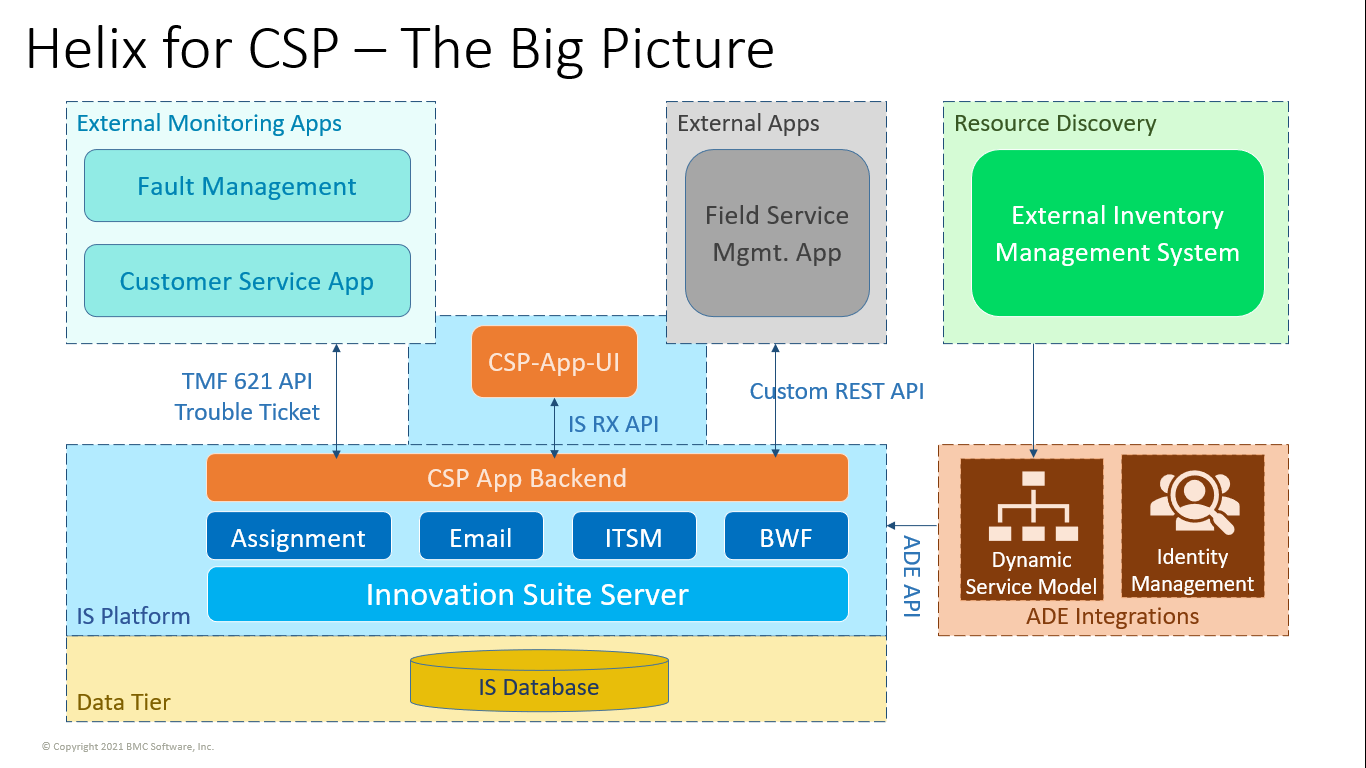 Helix for CSP – The Big Picture
External Monitoring Apps
Fault Management
Customer Service App
External Apps
Field Service
Mgmt. App
Resource Discovery
External Inventory
Management System
CSP-App-UI
TMF 621 API
Trouble Ticket
IS RX API
Custom REST API
CSP App Backend
Assignment
Email
ITSM
BWF
Innovation Suite Server
IS Platform
ADE API
Dynamic
Service Model
Identity
Management
ADE Integrations
IS Database
Data Tier
© Copyright 2021 BMC Software, Inc.